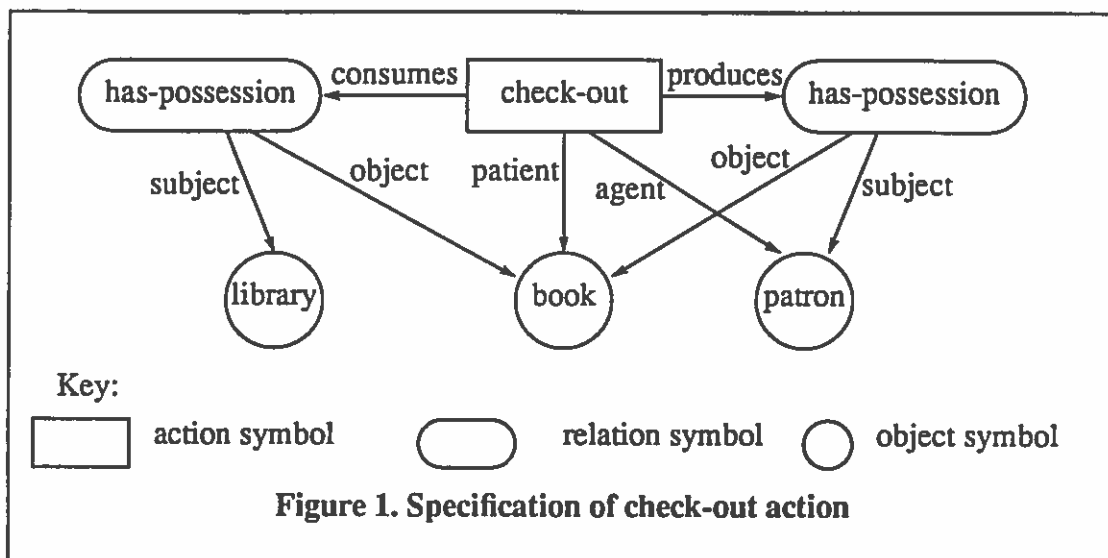 consumes produces
has-possession check-out has-possession
subject object patient agent object subject
library book patron
Key:
action symbol relation symbol object symbol
Figure 1. Specification of check-out action